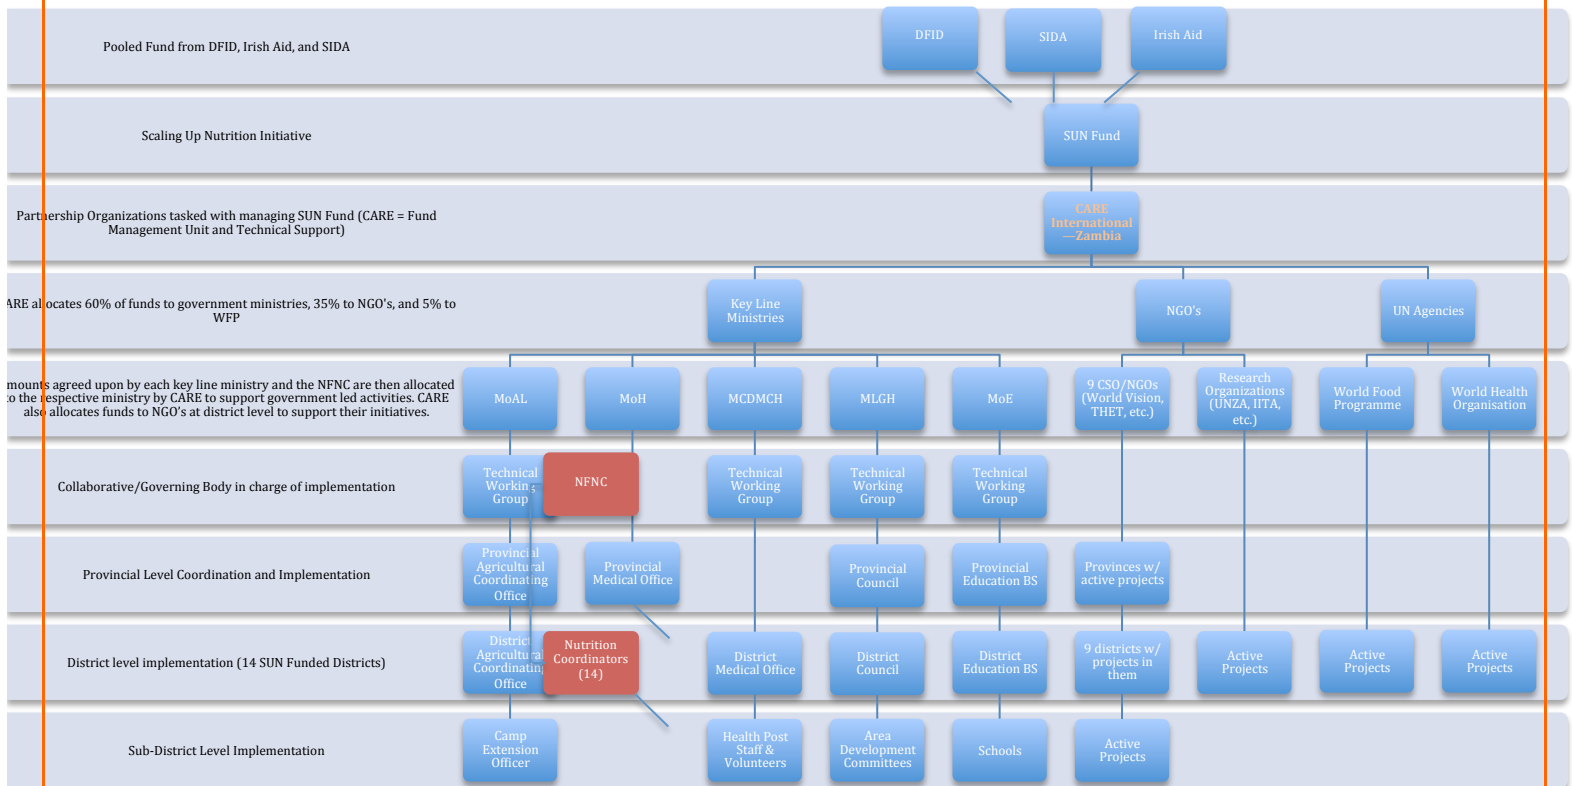 Pooled Fund from DFID, Irish Aid, and SIDA
DFID
SIDA
Irish Aid
Scaling Up Nutrition Initiative
SUN Fund
Partnership Organizations tasked with managing SUN Fund (CARE = Fund
Management Unit and Technical Support)
CARE
International
—Zambia
ARE allocates 60% of funds to government ministries, 35% to NGO's, and 5% to
WFP
Key Line
Ministries
NGO's
UN Agencies
mounts agreed upon by each key line ministry and the NFNC are then allocated
o the respective ministry by CARE to support government led activities. CARE
also allocates funds to NGO's at district level to support their initiatives.
MoAL
MoH
MCDMCH
MLGH
MoE
9 CSO/NGOs
(World Vision,
THET, etc.)
Research
Organizations
(UNZA, IITA,
etc.)
World Food
Programme
World Health
Organisation
Collaborative/Governing Body in charge of implementation
Technical
Working
Group
NFNC
Technical
Working
Group
Technical
Working
Group
Technical
Working
Group
Provincial Level Coordination and Implementation
Provincial
Agricultural
Coordinating
Office
Provincial
Medical Office
Provincial
Council
Provincial
Education BS
Provinces w/
active projects
District level implementation (14 SUN Funded Districts)
District
Agricultural
Coordinating
Office
Nutrition
Coordinators
(14)
District
Medical Office
District
Council
District
Education BS
9 districts w/
projects in
them
Active
Projects
Active
Projects
Active
Projects
Sub-District Level Implementation
Camp
Extension
Officer
Health Post
Staff &
Volunteers
Area
Development
Committees
Schools
Active
Projects